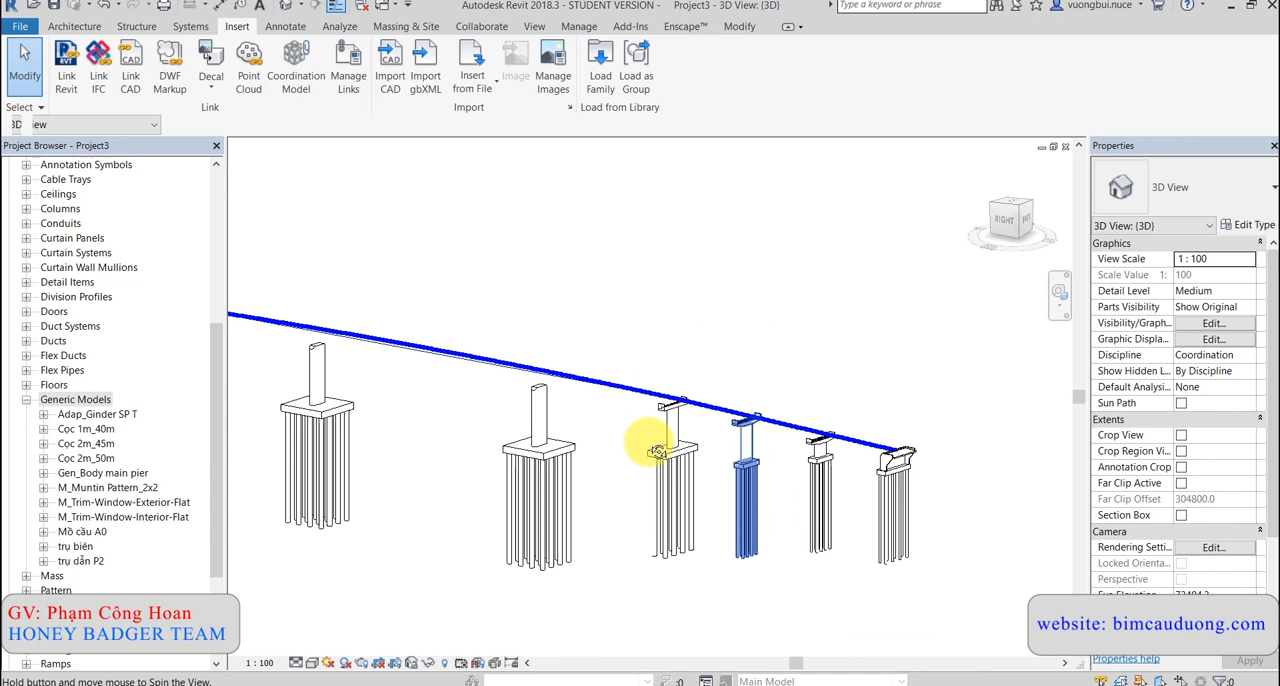 Autodesk Revit 2018.3 - STUDENT VERSION -    Project3 - 3D View: {3D}
Type a keyword or phrase
vuongbui.nuce
File Architecture Structure Systems Insert Annotate Analyze Massing & Site Collaborate View Manage Add-Ins Enscape™ Modify
Modify
Link Revit
Link IFC
Link CAD
DWF Markup
Decal
Point Cloud
Coordination Model
Manage Links
Import CAD
Import gbXML
Insert from File
Image
Manage Images
Load Family
Load as Group
Select
Link
Import
Load from Library
Project Browser - Project3
Annotation Symbols
Cable Trays
Ceilings
Columns
Conduits
Curtain Panels
Curtain Systems
Curtain Wall Mullions
Detail Items
Division Profiles
Doors
Duct Systems
Ducts
Flex Ducts
Flex Pipes
Floors
Generic Models
Adap_Ginder SP T
Cọc 1m_40m
Cọc 2m_45m
Cọc 2m_50m
Gen_Body main pier
M_Muntin Pattern_2x2
M_Trim-Window-Exterior-Flat
M_Trim-Window-Interior-Flat
Mô cầu A0
trụ biên
trụ dẫn P2
Mass
Pattern
Ramps
GV: Phạm Công Hoan
HONEY BADGER TEAM
RIGHT
1 : 100
Hold button and move mouse to Spin the View.
:0
Main Model
:0
Properties
3D View
3D View: {3D}
Edit Type
Graphics
View Scale 1 : 100
Scale Value 1: 100
Detail Level Medium
Parts Visibility Show Original
Visibility/Graph... Edit...
Graphic Displa... Edit...
Discipline Coordination
Show Hidden L... By Discipline
Default Analysi... None
Sun Path
Extents
Crop View
Crop Region Vi...
Annotation Crop
Far Clip Active
Far Clip Offset 304800.0
Section Box
Camera
Rendering Setti... Edit...
Locked Orienta...
Perspective
website: bimcauduong.com
Properties help
Apply